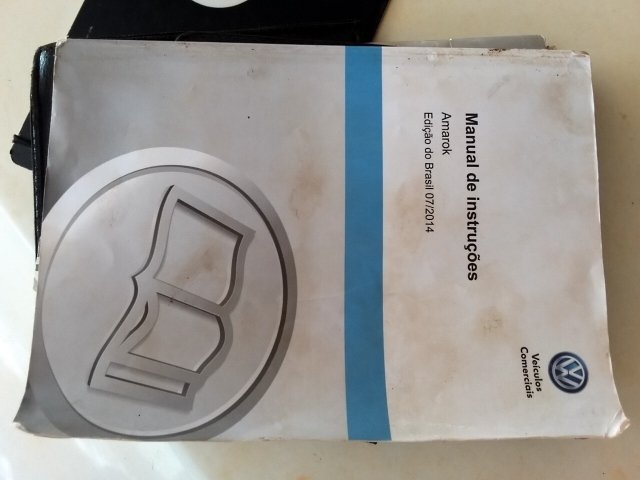 Manual de instruções
Amarok
Edição do Brasil 07/2014
Veículos
Comerciais